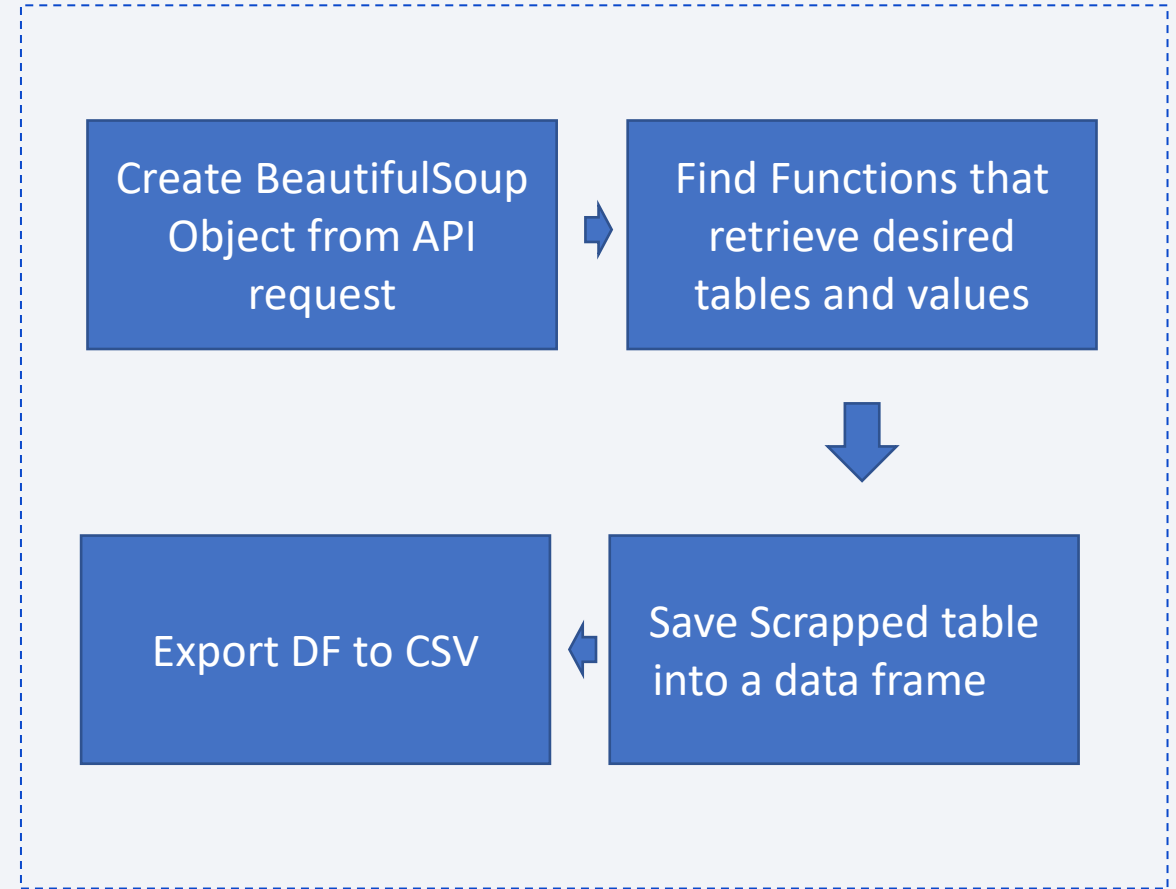 Create BeautifulSoup
Object from API
request
Find Functions that
retrieve desired
tables and values
Save Scrapped table
into a data frame
Export DF to CSV